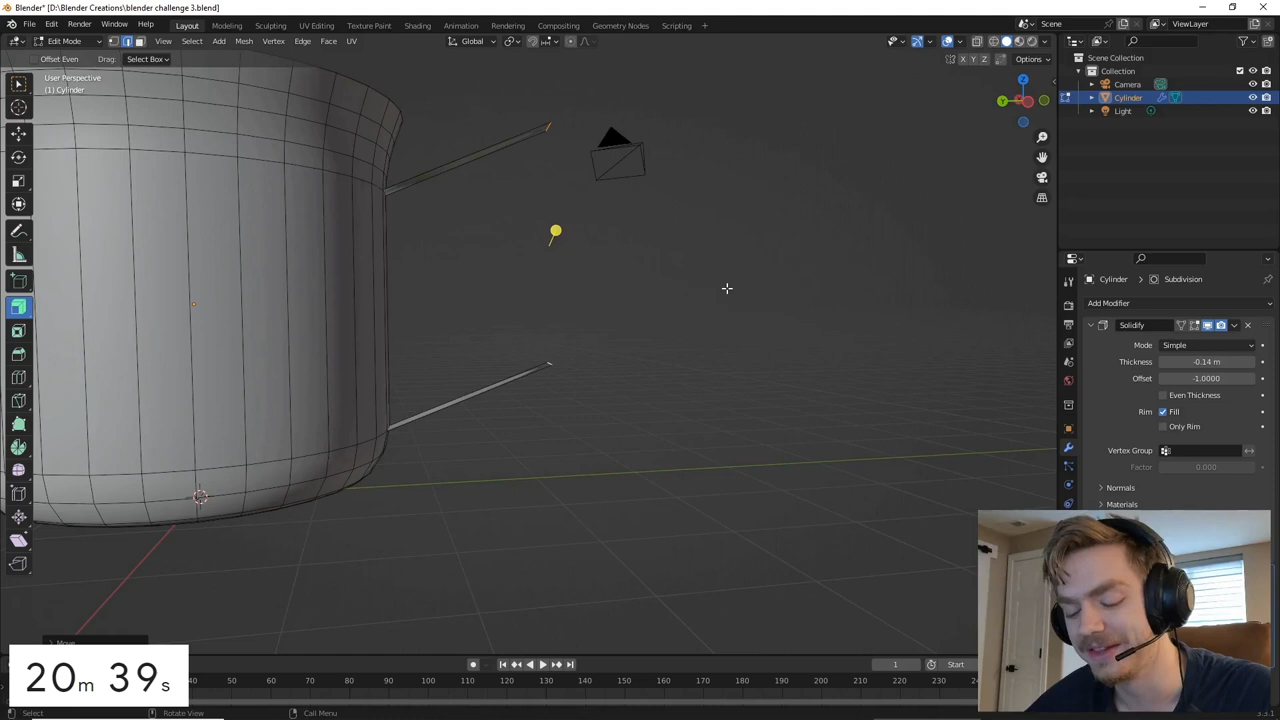 Blender* [D:\Blender Creations\blender challenge 3.blend]
File Edit Render Window Help Layout Modeling Sculpting UV Editing Texture Paint Shading Animation Rendering Compositing Geometry Nodes Scripting + Scene ViewLayer
Edit Mode View Select Add Mesh Vertex Edge Face UV Global
Offset Even Drag: Select Box X Y Z Options
User Perspective
(1) Cylinder
Scene Collection
Collection
Camera
Cylinder
Light
Z
Y
Cylinder > Subdivision
Add Modifier
Solidify
Mode Simple
Thickness -0.14 m
Offset -1.0000
Even Thickness
Rim Fill
Only Rim
Vertex Group
Factor 0.000
Normals
Materials
Move
20m 39s
1 Start
40 50 60 70 80 90 100 110 120 130 140 150 160 170 180 190 200 210 220 230
Select Rotate View Call Menu